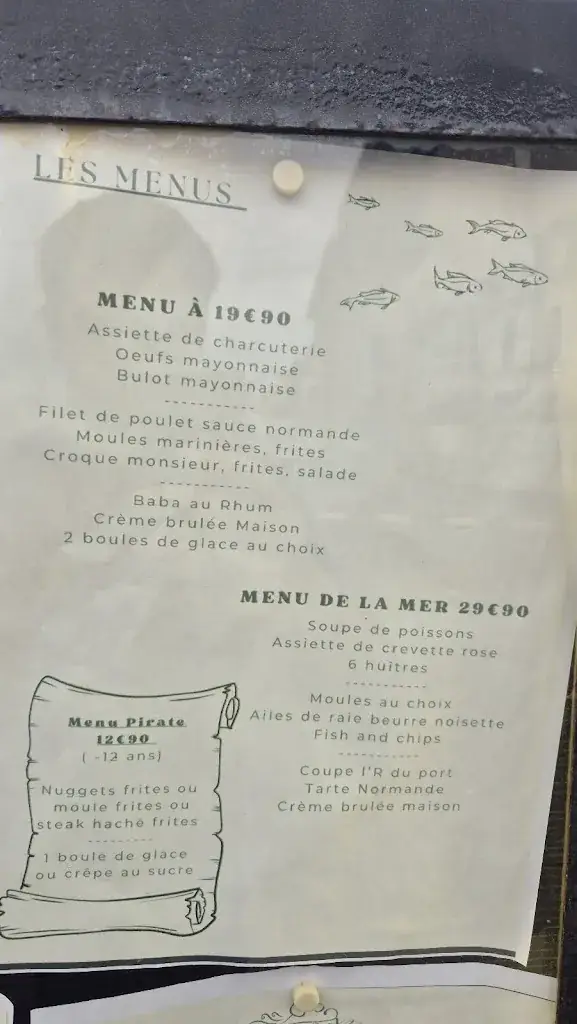 LES MENUS
MENU À 19€90
Assiette de charcuterie
Oeufs mayonnaise
Bulot mayonnaise
-----------
Filet de poulet sauce normande
Moules marinières, frites
Croque monsieur, frites, salade
-----------
Baba au Rhum
Crème brulée Maison
2 boules de glace au choix
MENU DE LA MER 29€90
Soupe de poissons
Assiette de crevette rose
6 huîtres
-----------
Moules au choix
Ailes de raie beurre noisette
Fish and chips
-----------
Coupe l'R du port
Tarte Normande
Crème brulée maison
Menu Pirate
12€90
( -12 ans)
Nuggets frites ou
moule frites ou
steak haché frites
-----------
1 boule de glace
ou crêpe au sucre